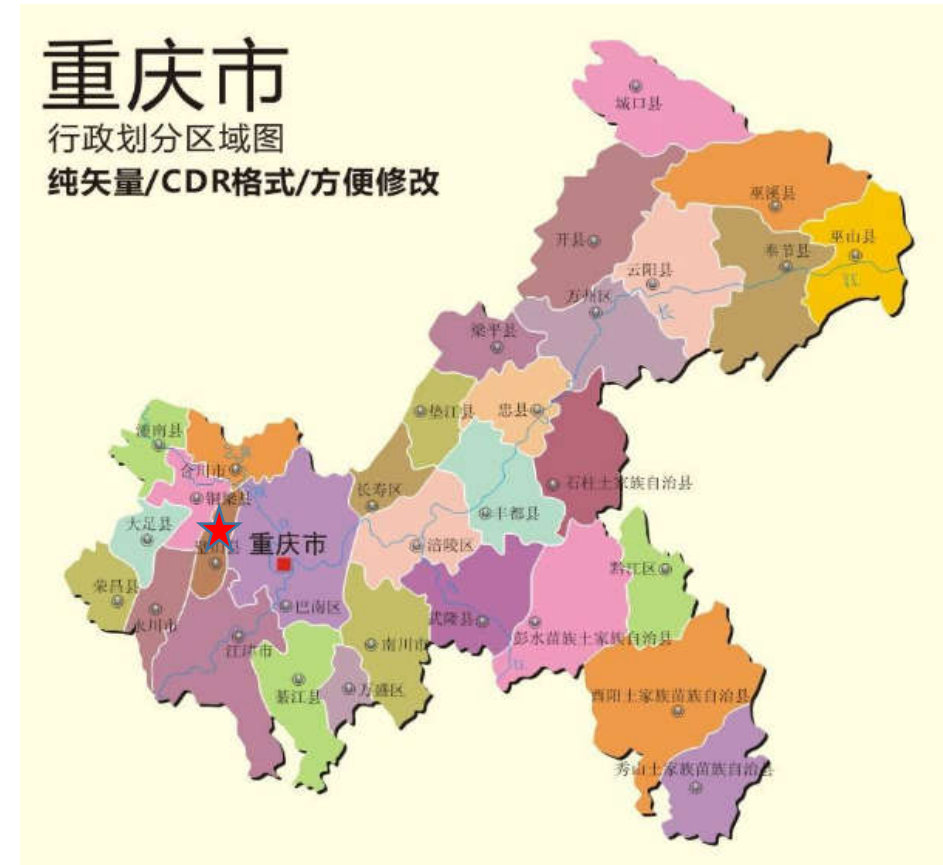 重庆市
行政划分区域图
纯矢量/CDR格式/方便修改
城口县
巫溪县
开县
巫山县
奉节县
云阳县
江
万州区
长
梁平县
垫江县
忠县
潼南县
合川市
长寿区
石柱土家族自治县
铜梁县
丰都县
大足县
重庆市
涪陵区
黔江区
荣昌县
巴南区
永川市
武隆县
彭水苗族土家族自治县
江津市
南川市
綦江县
万盛区
酉阳土家族苗族自治县
秀山土家族苗族自治县